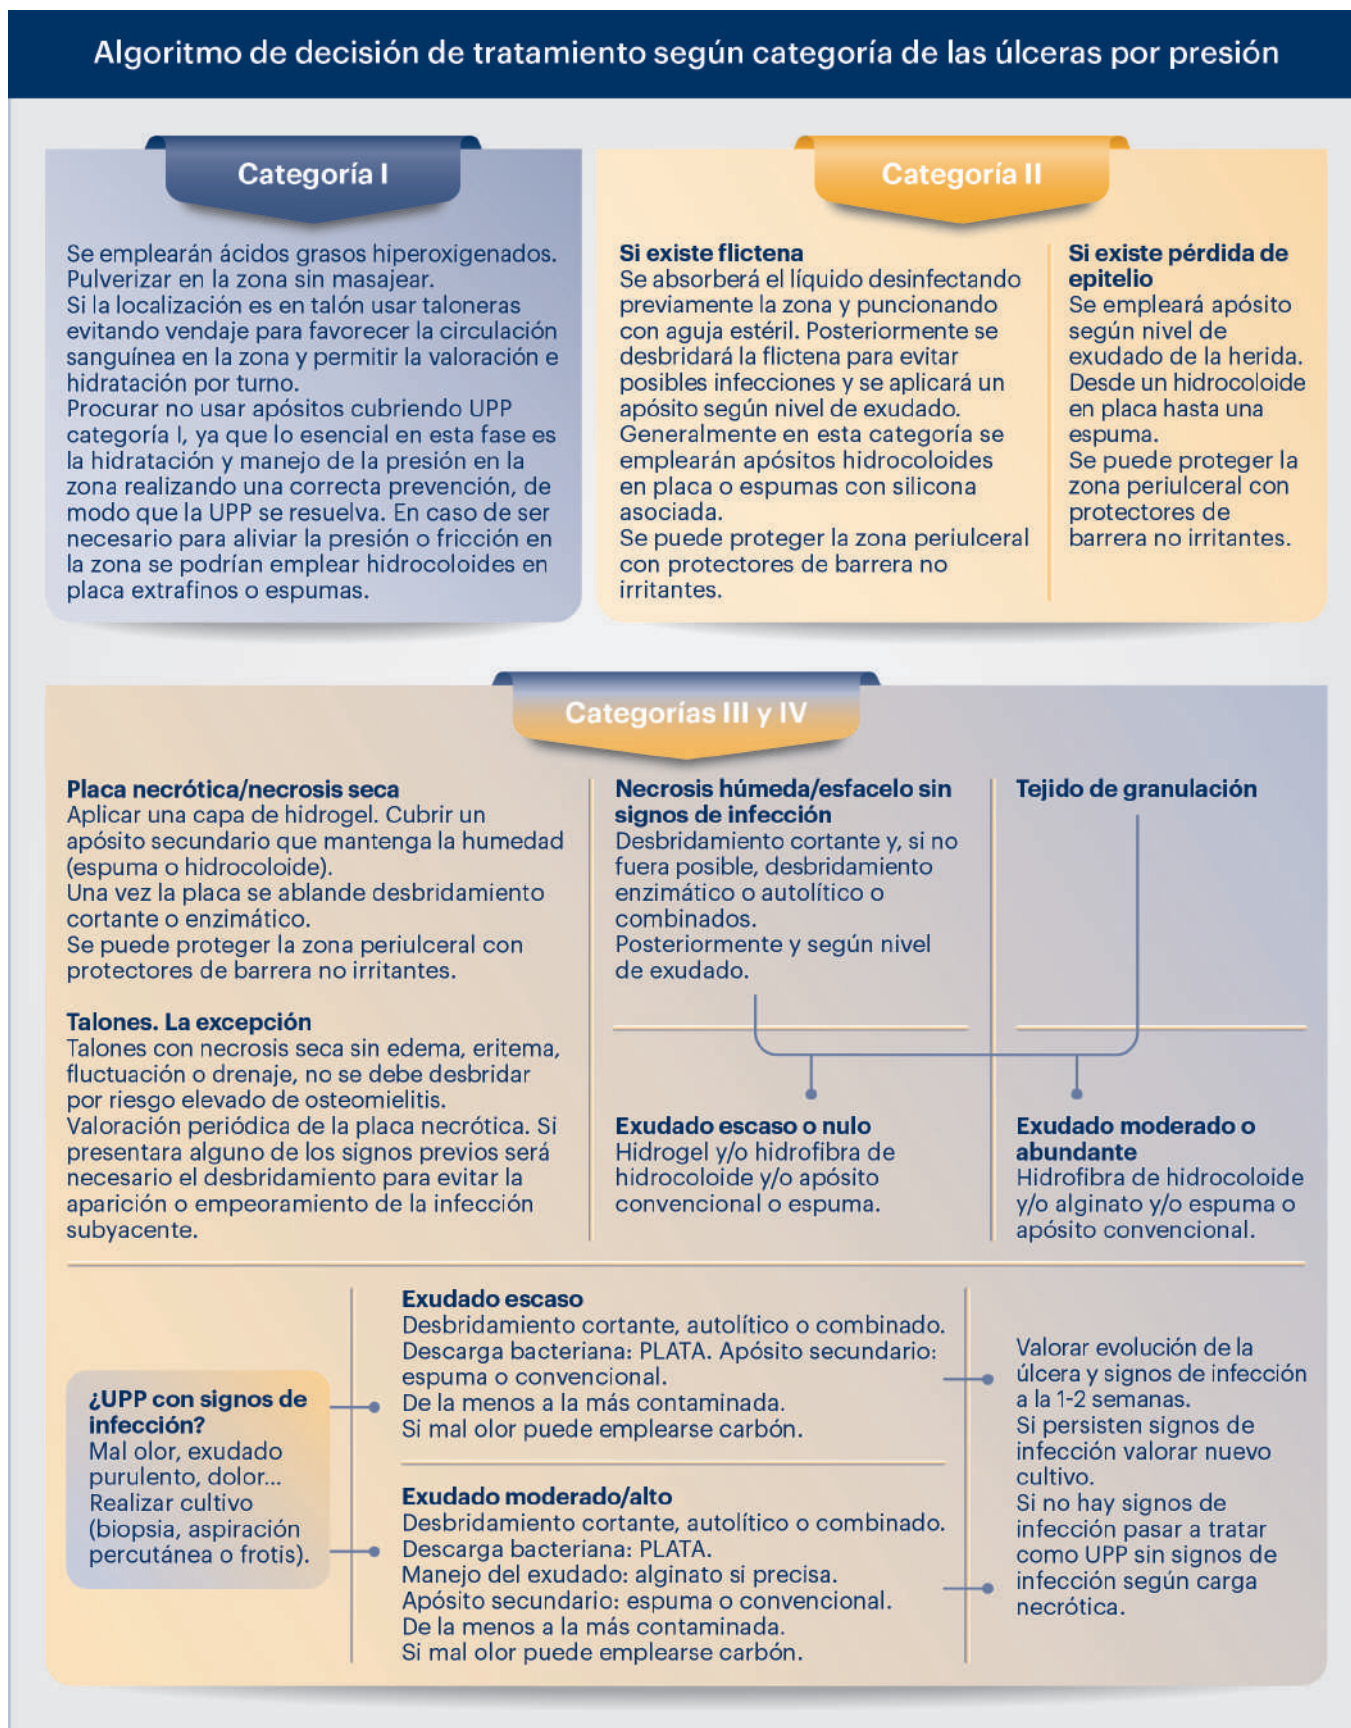 Algoritmo de decisión de tratamiento según categoría de las úlceras por presión
Categoría I
Se emplearán ácidos grasos hiperoxigenados.
Pulverizar en la zona sin masajear.
Si la localización es en talón usar taloneras
evitando vendaje para favorecer la circulación
sanguínea en la zona y permitir la valoración e
hidratación por turno.
Procurar no usar apósitos cubriendo UPP
categoría I, ya que lo esencial en esta fase es
la hidratación y manejo de la presión en la
zona realizando una correcta prevención, de
modo que la UPP se resuelva. En caso de ser
necesario para aliviar la presión o fricción en
la zona se podrían emplear hidrocoloides en
placa extrafinos o espumas.
Categoría II
Si existe flictena
Se absorberá el líquido desinfectando
previamente la zona y puncionando
con aguja estéril. Posteriormente se
desbridará la flictena para evitar
posibles infecciones y se aplicará un
apósito según nivel de exudado.
Generalmente en esta categoría se
emplearán apósitos hidrocoloides
en placa o espumas con silicona
asociada.
Se puede proteger la zona periulceral
con protectores de barrera no
irritantes.
Si existe pérdida de
epitelio
Se empleará apósito
según nivel de
exudado de la herida.
Desde un hidrocoloide
en placa hasta una
espuma.
Se puede proteger la
zona periulceral con
protectores de
barrera no irritantes.
Categorías III y IV
Placa necrótica/necrosis seca
Aplicar una capa de hidrogel. Cubrir un
apósito secundario que mantenga la humedad
(espuma o hidrocoloide).
Una vez la placa se ablande desbridamiento
cortante o enzimático.
Se puede proteger la zona periulceral con
protectores de barrera no irritantes.
Talones. La excepción
Talones con necrosis seca sin edema, eritema,
fluctuación o drenaje, no se debe desbridar
por riesgo elevado de osteomielitis.
Valoración periódica de la placa necrótica. Si
presentara alguno de los signos previos será
necesario el desbridamiento para evitar la
aparición o empeoramiento de la infección
subyacente.
Necrosis húmeda/esfacelo sin
signos de infección
Desbridamiento cortante y, si no
fuera posible, desbridamiento
enzimático o autolítico o
combinados.
Posteriormente y según nivel
de exudado.
Tejido de granulación
Exudado escaso o nulo
Hidrogel y/o hidrofibra de
hidrocoloide y/o apósito
convencional o espuma.
Exudado moderado o
abundante
Hidrofibra de hidrocoloide
y/o alginato y/o espuma o
apósito convencional.
¿UPP con signos de
infección?
Mal olor, exudado
purulento, dolor...
Realizar cultivo
(biopsia, aspiración
percutánea o frotis).
Exudado escaso
Desbridamiento cortante, autolítico o combinado.
Descarga bacteriana: PLATA. Apósito secundario:
espuma o convencional.
De la menos a la más contaminada.
Si mal olor puede emplearse carbón.
Exudado moderado/alto
Desbridamiento cortante, autolítico o combinado.
Descarga bacteriana: PLATA.
Manejo del exudado: alginato si precisa.
Apósito secundario: espuma o convencional.
De la menos a la más contaminada.
Si mal olor puede emplearse carbón.
Valorar evolución de la
úlcera y signos de infección
a la 1-2 semanas.
Si persisten signos de
infección valorar nuevo
cultivo.
Si no hay signos de
infección pasar a tratar
como UPP sin signos de
infección según carga
necrótica.